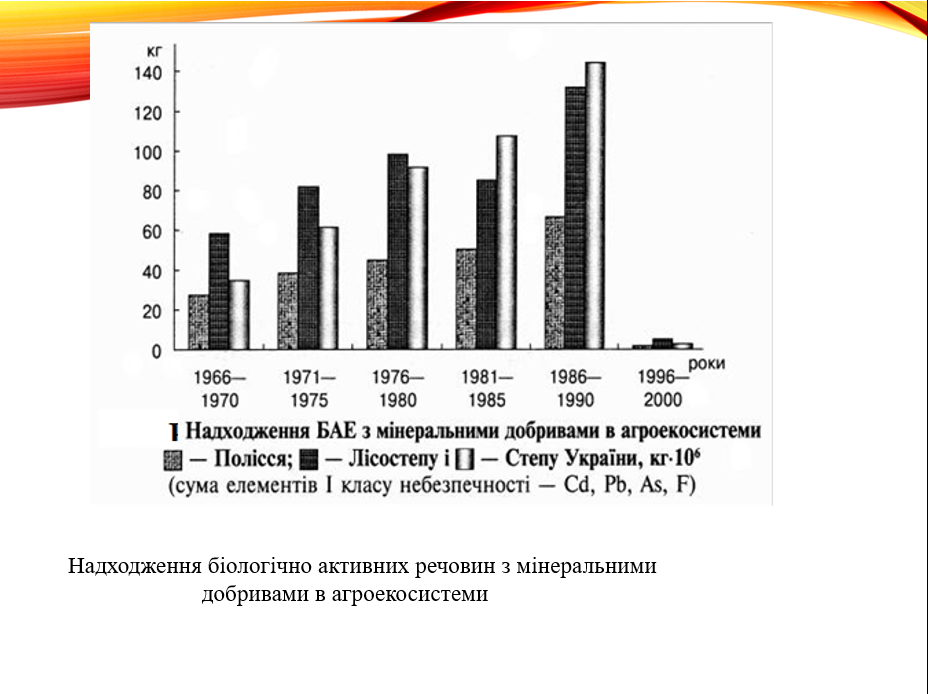 кг
140
120
100
80
60
40
20
0
роки
1966— 1971— 1976— 1981— 1986— 1996—
1970 1975 1980 1985 1990 2000
Надходження БАЕ з мінеральними добривами в агроекосистеми
— Полісся; — Лісостепу і — Степу України, кг·10⁶
(сума елементів І класу небезпечності — Cd, Pb, As, F)
Надходження біологічно активних речовин з мінеральними
добривами в агроекосистеми